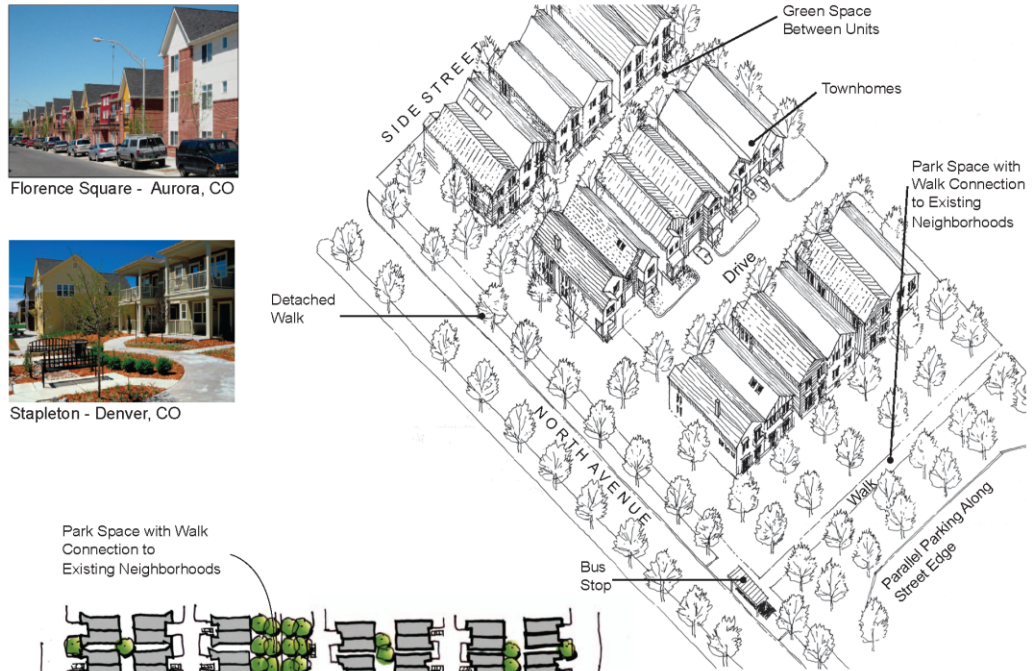 Green Space
Between Units
SIDE STREET
Townhomes
Florence Square - Aurora, CO
Park Space with
Walk Connection
to Existing
Neighborhoods
Drive
Detached
Walk
Stapleton - Denver, CO
NORTH AVENUE
Walk
Parallel Parking Along
Street Edge
Park Space with Walk
Connection to
Existing Neighborhoods
Bus
Stop